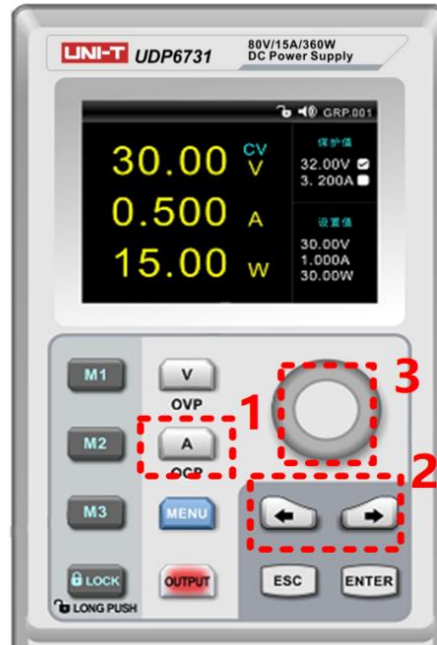 UNI-T UDP6731
80V/15A/360W
DC Power Supply
GRP.001
30.00 CV V
0.500 A
15.00 W
保护值
32.00V
3.200A
设置值
30.00V
1.000A
30.00W
M1
V
OVP
M2
A
OCP
M3
MENU
LOCK
LONG PUSH
OUTPUT
ESC
ENTER
1
2
3